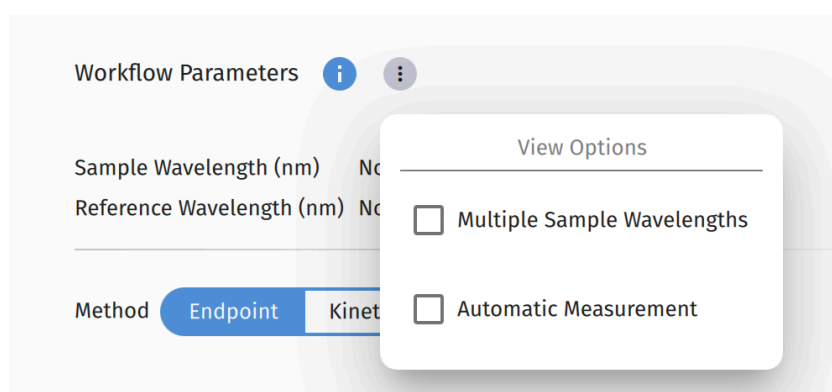 Workflow Parameters i
View Options
Sample Wavelength (nm)
Reference Wavelength (nm)
Multiple Sample Wavelengths
Method Endpoint
Automatic Measurement